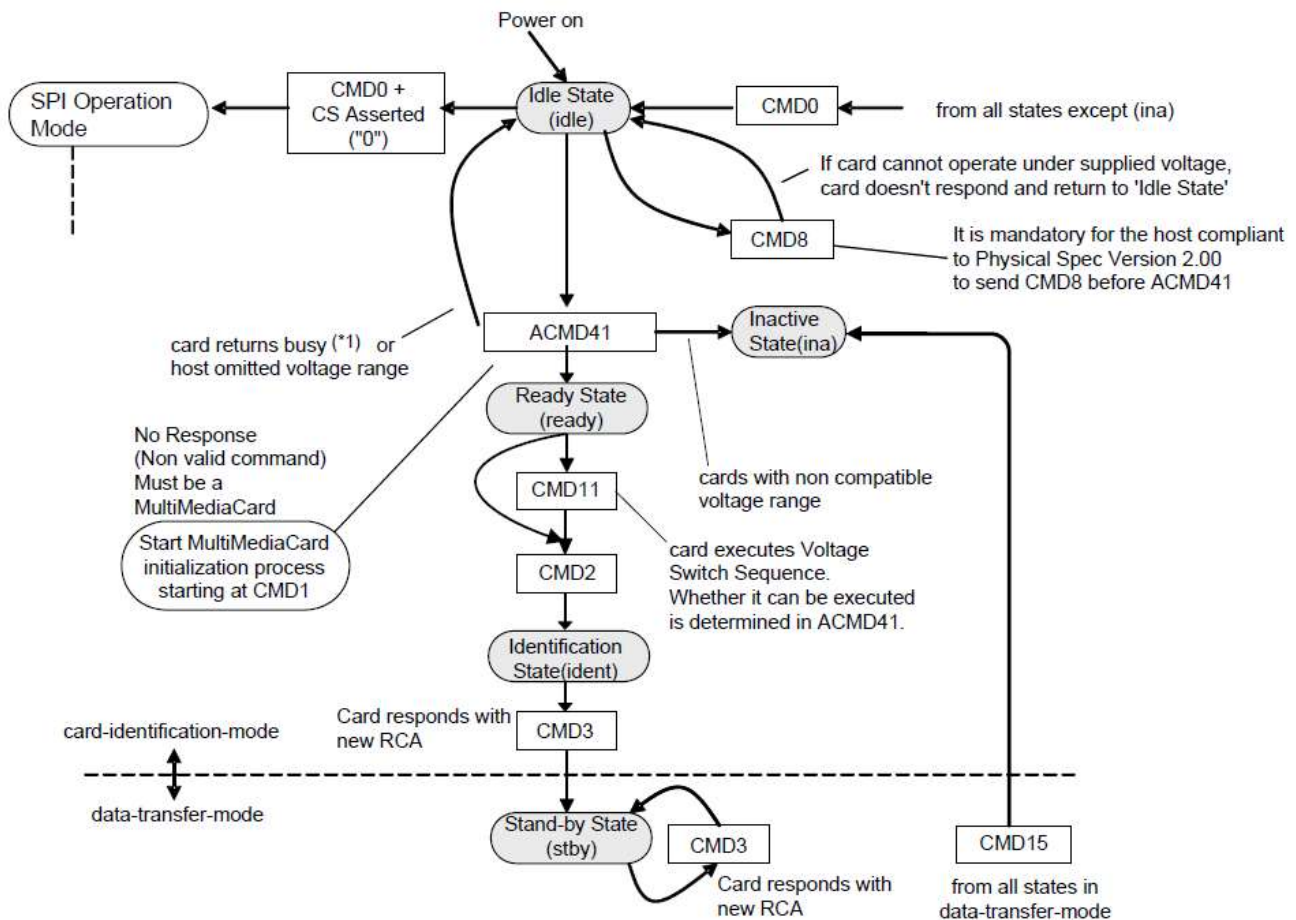 Power on
SPI Operation
Mode
CMD0 +
CS Asserted
("0")
Idle State
(idle)
CMD0
from all states except (ina)
If card cannot operate under supplied voltage,
card doesn't respond and return to 'Idle State'
CMD8
It is mandatory for the host compliant
to Physical Spec Version 2.00
to send CMD8 before ACMD41
card returns busy (*1) or
host omitted voltage range
ACMD41
Inactive
State(ina)
Ready State
(ready)
No Response
(Non valid command)
Must be a
MultiMediaCard
Start MultiMediaCard
initialization process
starting at CMD1
cards with non compatible
voltage range
CMD11
card executes Voltage
Switch Sequence.
Whether it can be executed
is determined in ACMD41.
CMD2
Identification
State(ident)
Card responds with
new RCA
CMD3
card-identification-mode
data-transfer-mode
Stand-by State
(stby)
CMD3
Card responds with
new RCA
CMD15
from all states in
data-transfer-mode